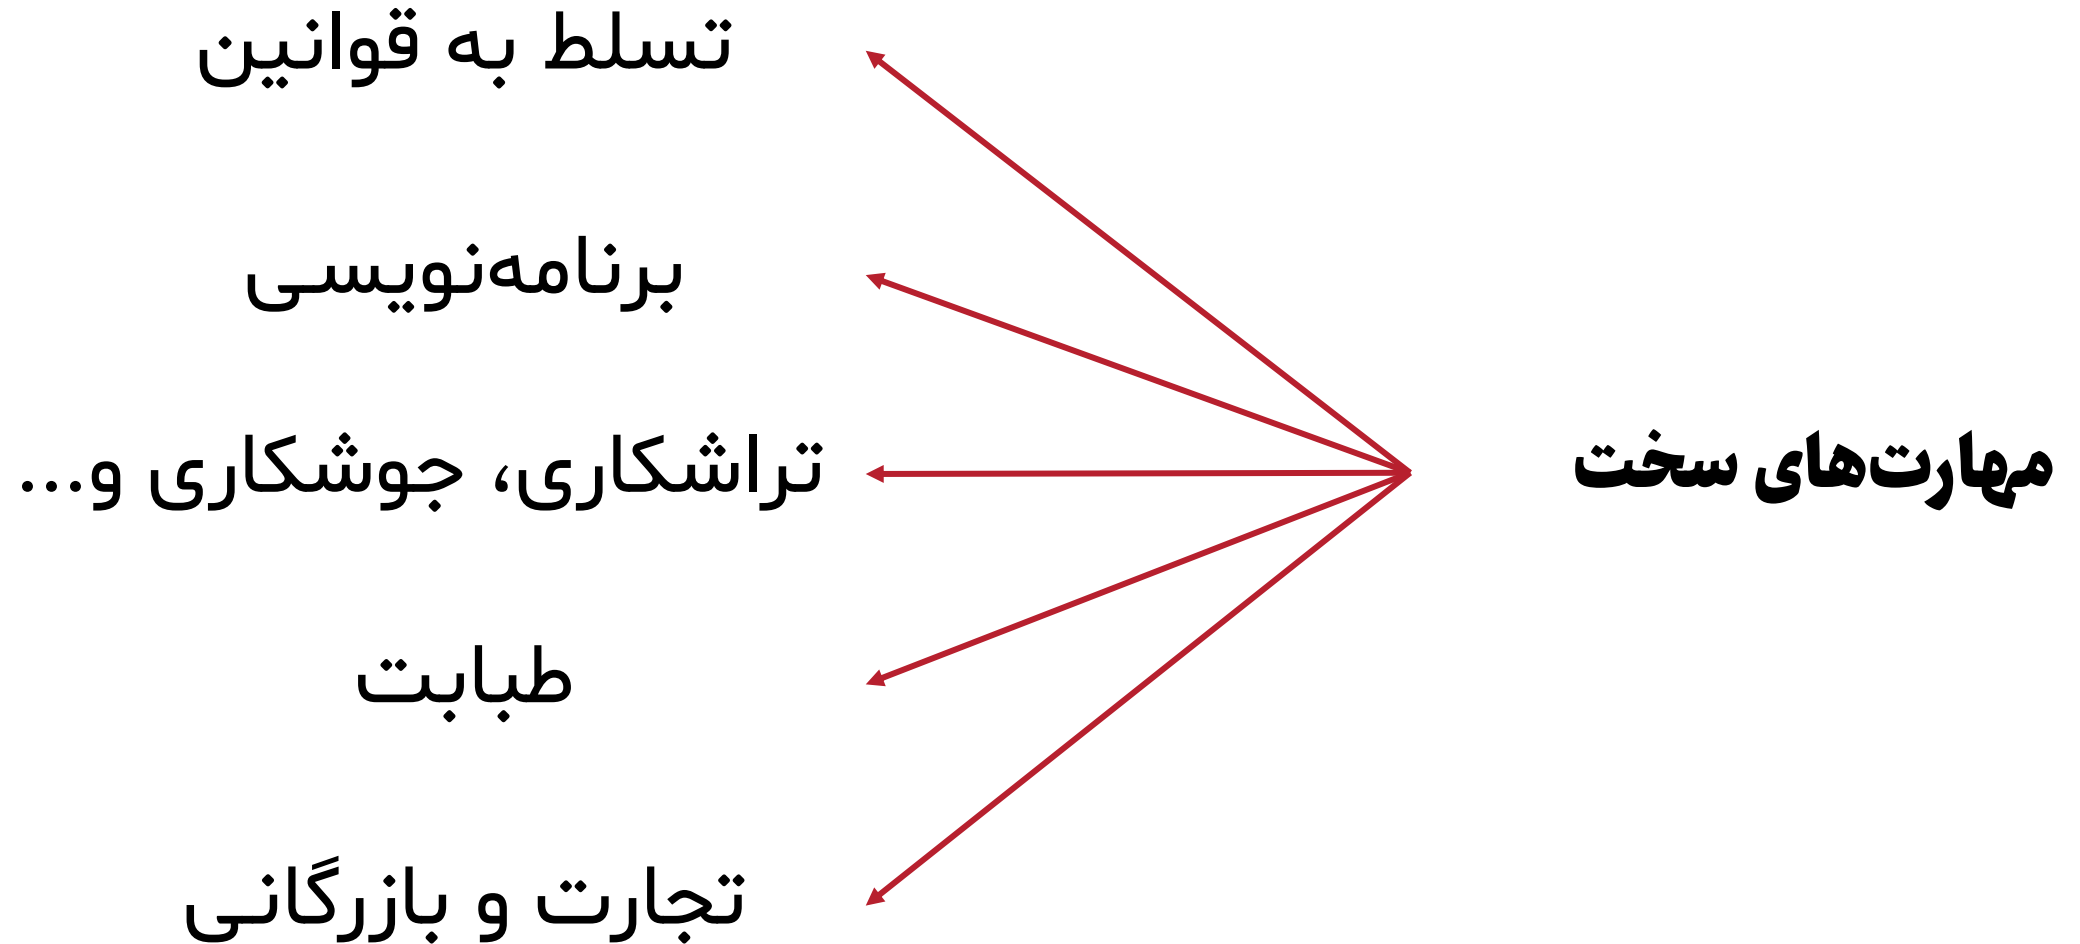 مهارت‌های سخت
تسلط به قوانین
برنامه‌نویسی
تراشکاری، جوشکاری و...
طبابت
تجارت و بازرگانی